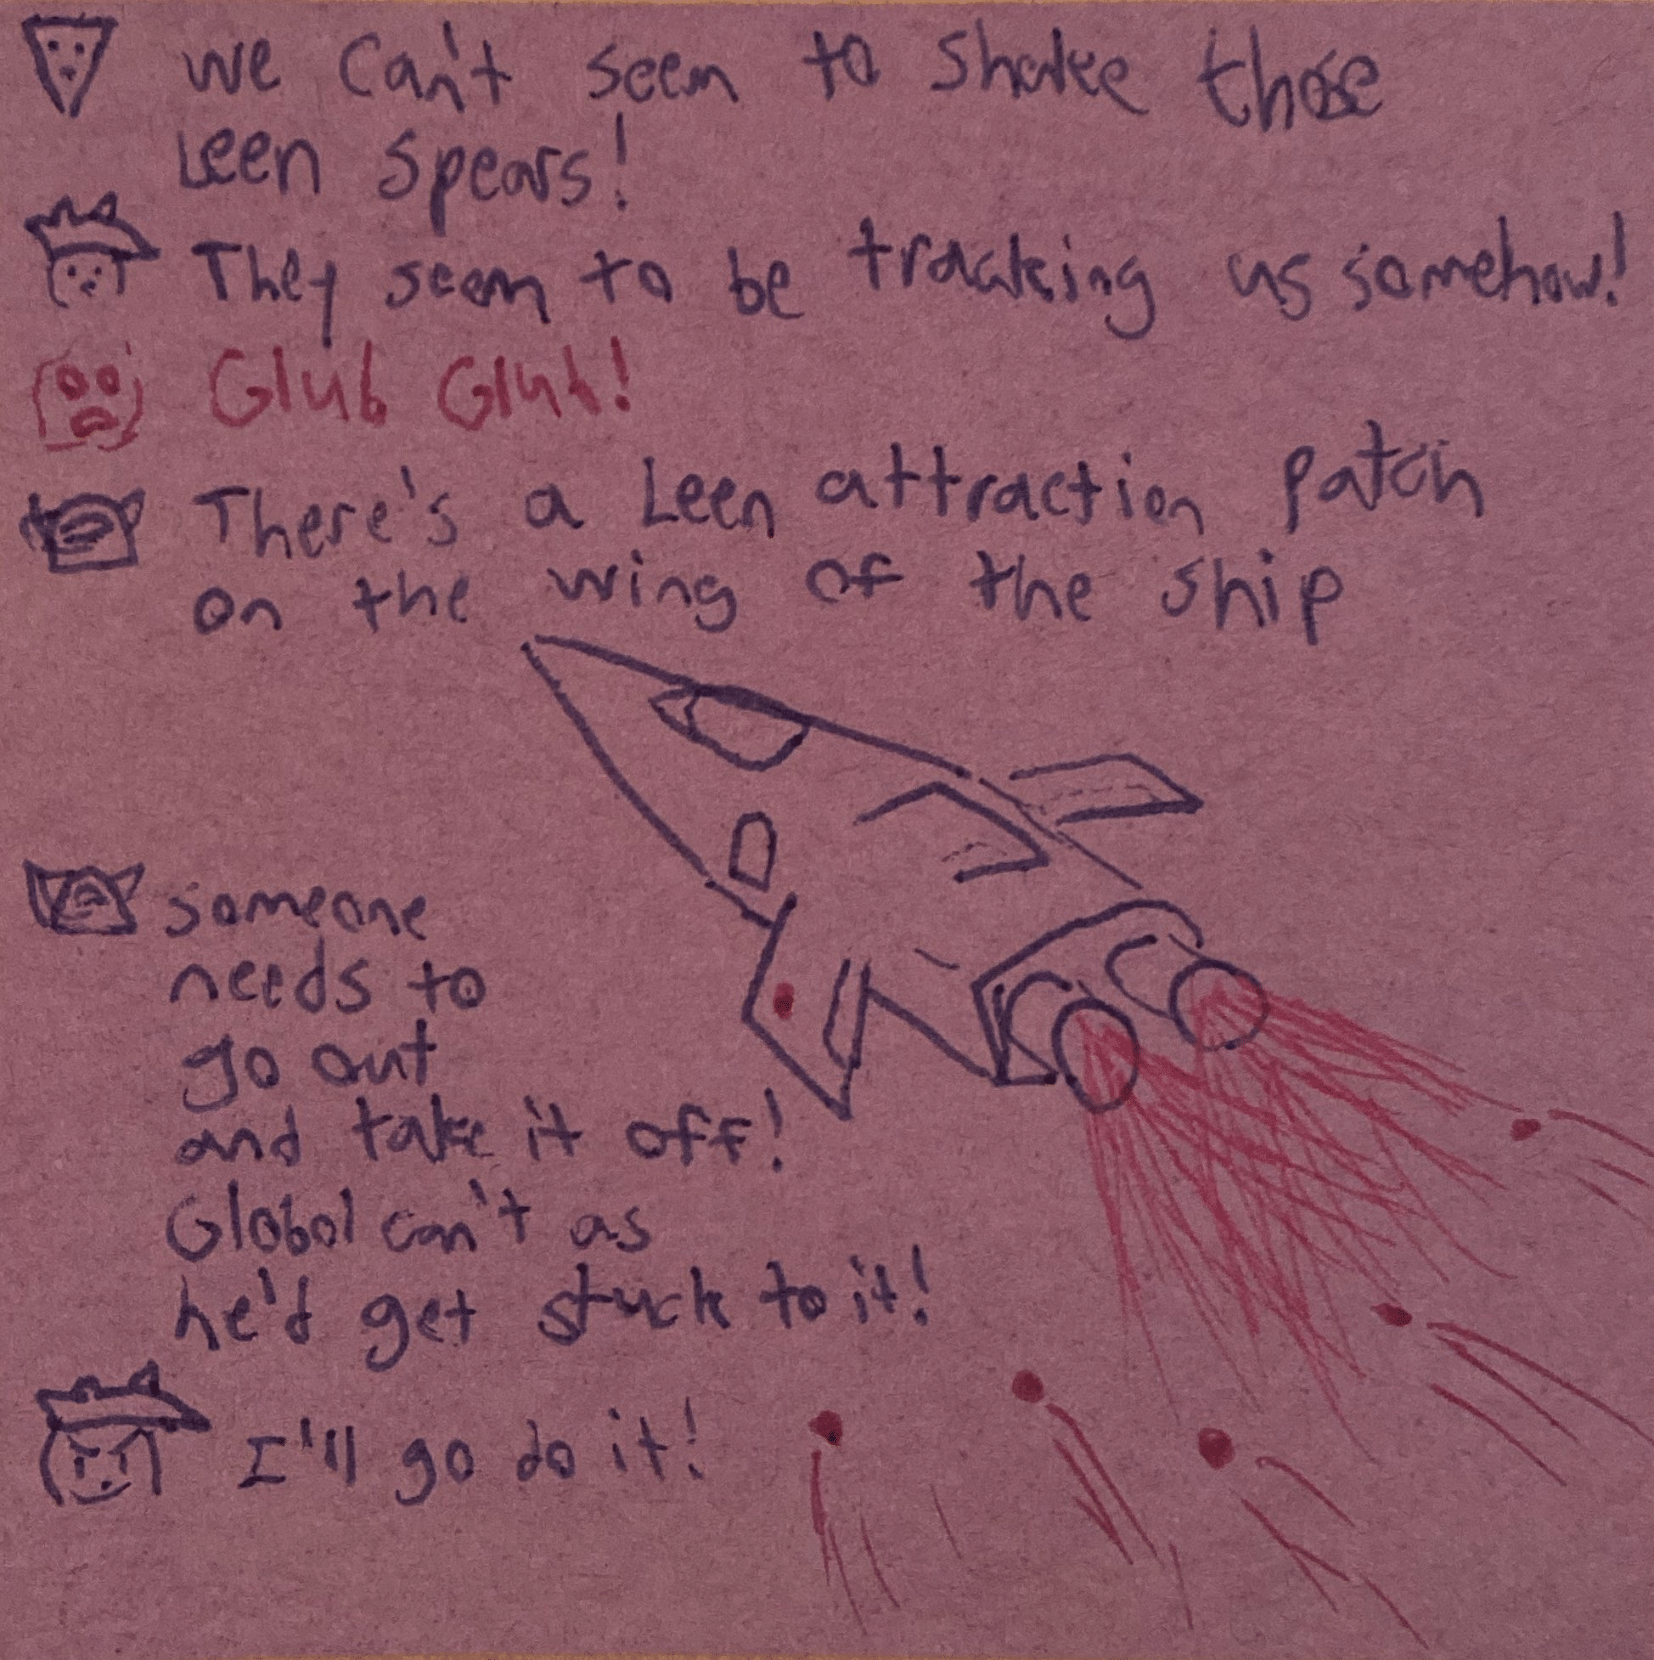 we can't seem to shake those
Leen spears!
They seem to be tracking us somehow!
Glub Glub!
There's a Leen attraction patch
on the wing of the ship
someone
needs to
go out
and take it off!
Globol can't as
he'd get stuck to it!
I'll go do it!